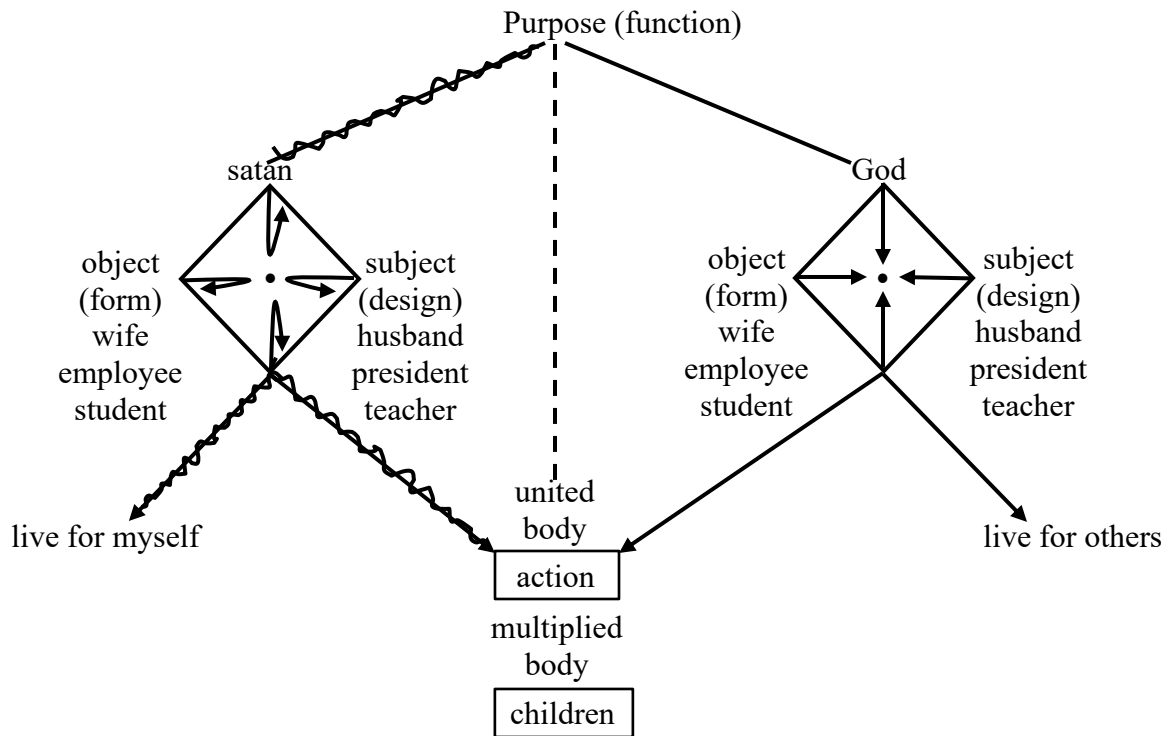 Purpose (function)
satan
God
object
(form)
wife
employee
student
subject
(design)
husband
president
teacher
object
(form)
wife
employee
student
subject
(design)
husband
president
teacher
live for myself
united
body
action
live for others
multiplied
body
children